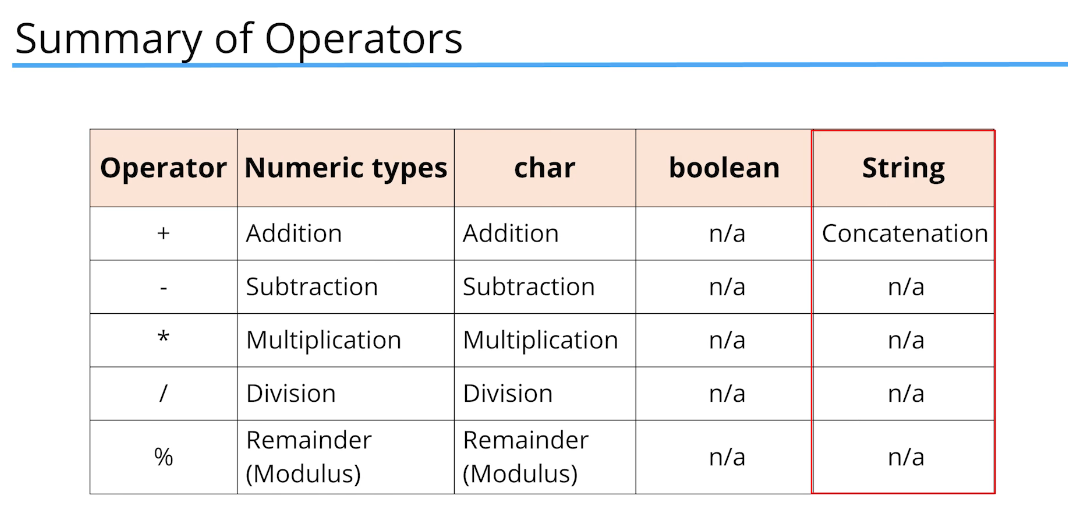 Summary of Operators
Operator Numeric types char boolean String
+ Addition Addition n/a Concatenation
- Subtraction Subtraction n/a n/a
* Multiplication Multiplication n/a n/a
/ Division Division n/a n/a
% Remainder (Modulus) Remainder (Modulus) n/a n/a